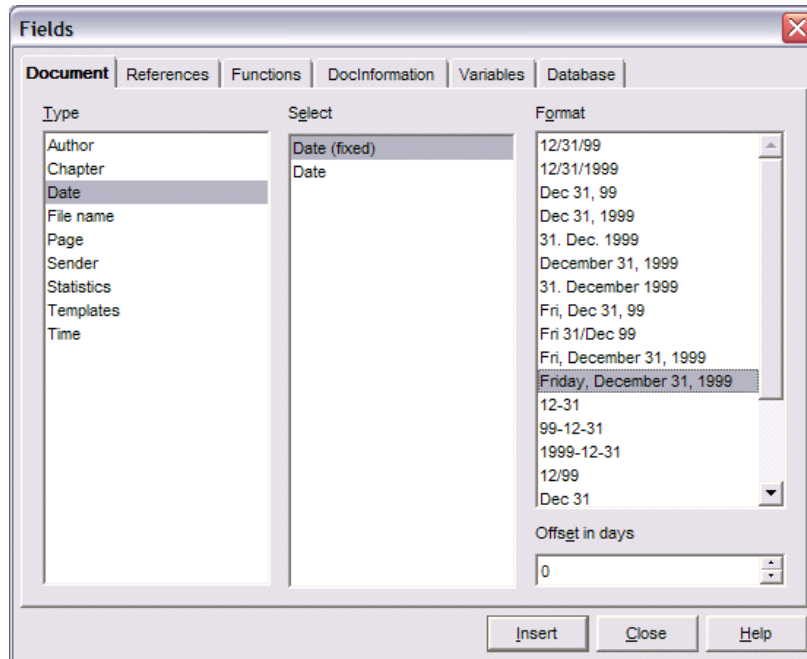 Fields
Document References Functions DocInformation Variables Database
Type
Author
Chapter
Date
File name
Page
Sender
Statistics
Templates
Time
Select
Date (fixed)
Date
Format
12/31/99
12/31/1999
Dec 31, 99
Dec 31, 1999
31. Dec. 1999
December 31, 1999
31. December 1999
Fri, Dec 31, 99
Fri 31/Dec 99
Fri, December 31, 1999
Friday, December 31, 1999
12-31
99-12-31
1999-12-31
12/99
Dec 31
Offset in days
0
Insert Close Help